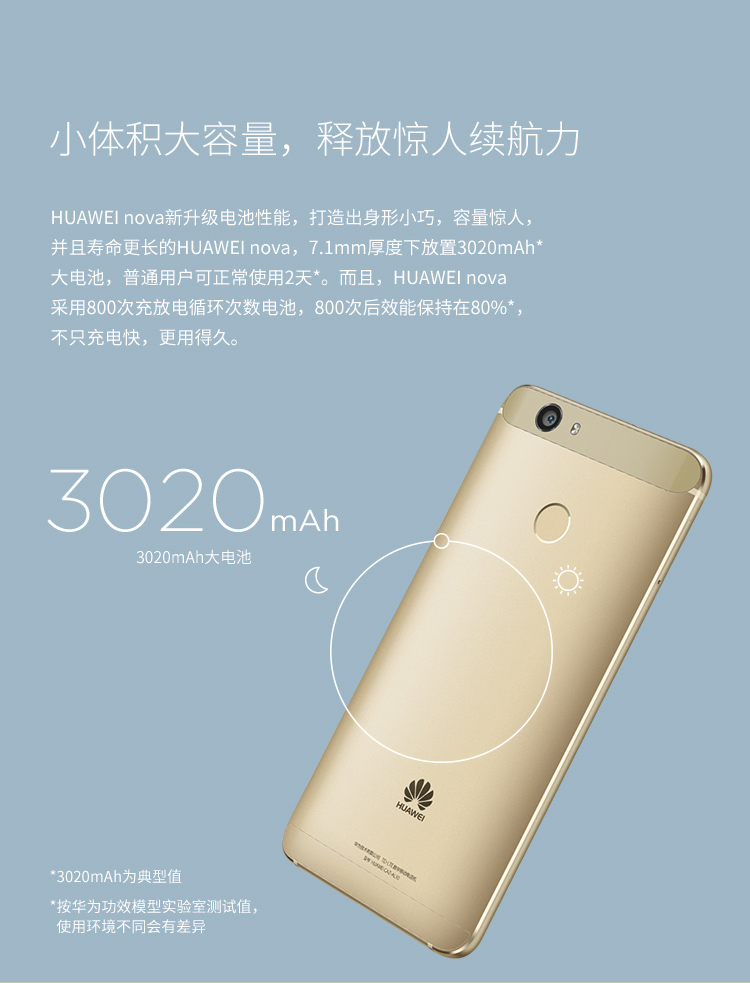 小体积大容量，释放惊人续航力
HUAWEI nova新升级电池性能，打造出身形小巧，容量惊人，
并且寿命更长的HUAWEI nova，7.1mm厚度下放置3020mAh*
大电池，普通用户可正常使用2天*。而且，HUAWEI nova
采用800次充放电循环次数电池，800次后效能保持在80%*，
不只充电快，更用得久。
3020mAh
3020mAh大电池
HUAWEI
*3020mAh为典型值
*按华为功效模型实验室测试值，
使用环境不同会有差异